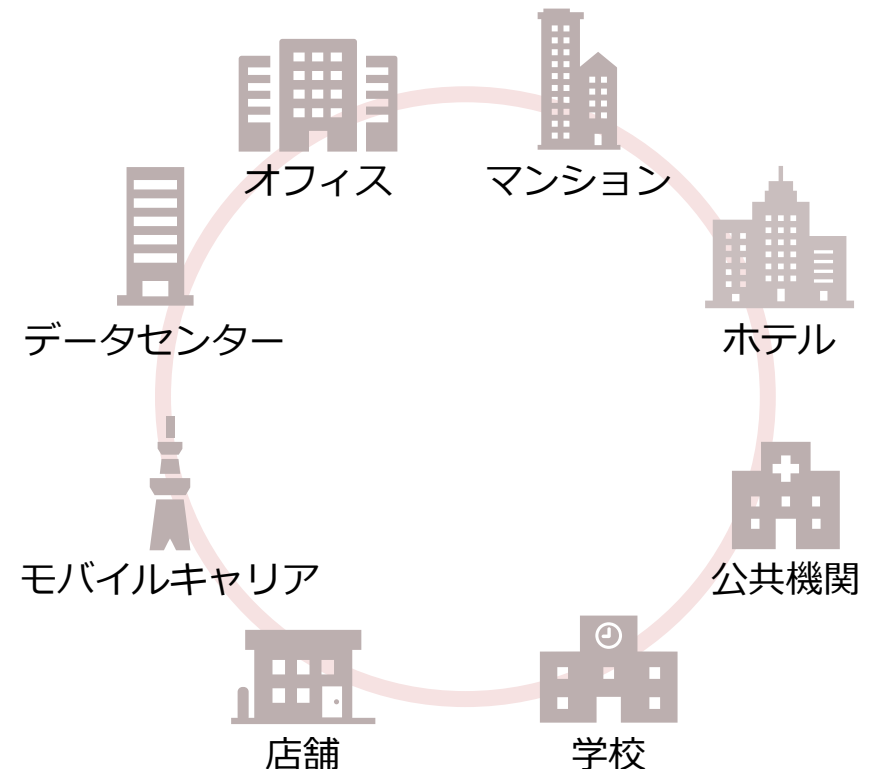 オフィス
マンション
データセンター
ホテル
モバイルキャリア
公共機関
店舗
学校